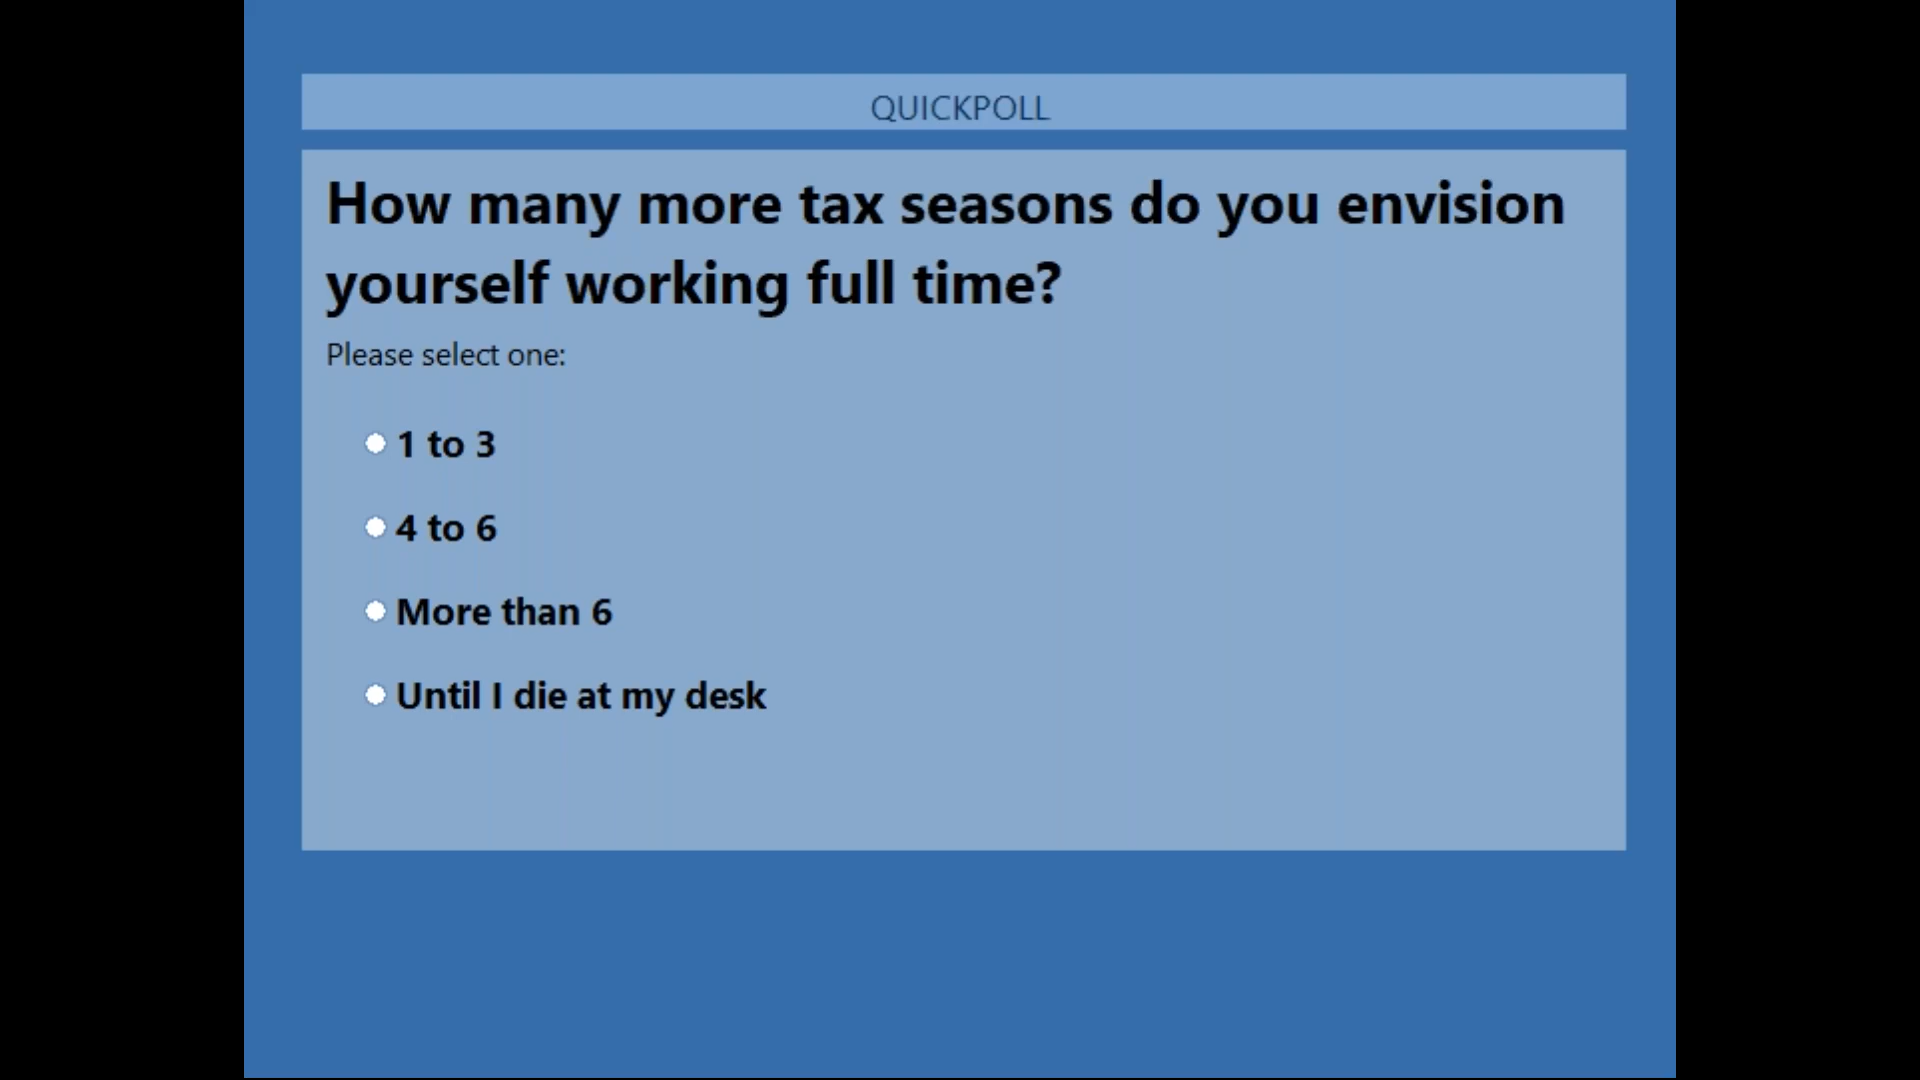 QUICKPOLL
How many more tax seasons do you envision
yourself working full time?
Please select one:
1 to 3
4 to 6
More than 6
Until I die at my desk